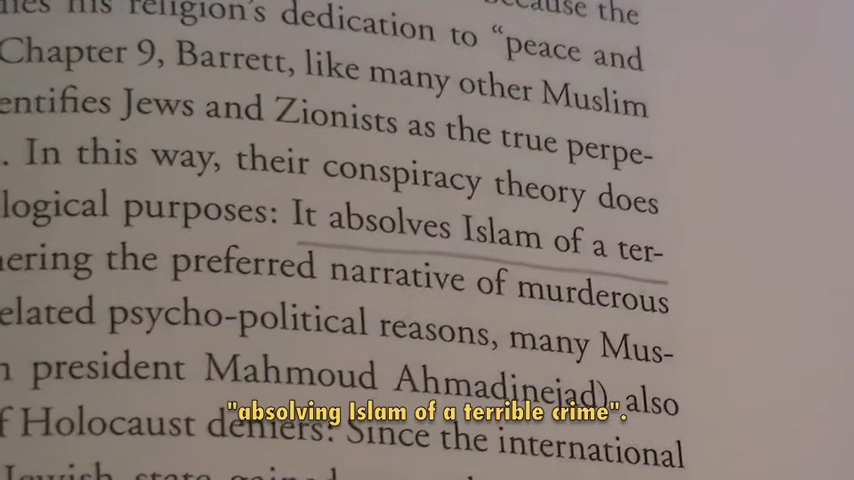 because the
his religion's dedication to “peace and
Chapter 9, Barrett, like many other Muslim
entifies Jews and Zionists as the true perpe-
. In this way, their conspiracy theory does
logical purposes: It absolves Islam of a ter-
ering the preferred narrative of murderous
elated psycho-political reasons, many Mus-
n president Mahmoud Ahmadinejad) also
f Holocaust deniers. Since the international
"absolving Islam of a terrible crime".
Jewish state gained